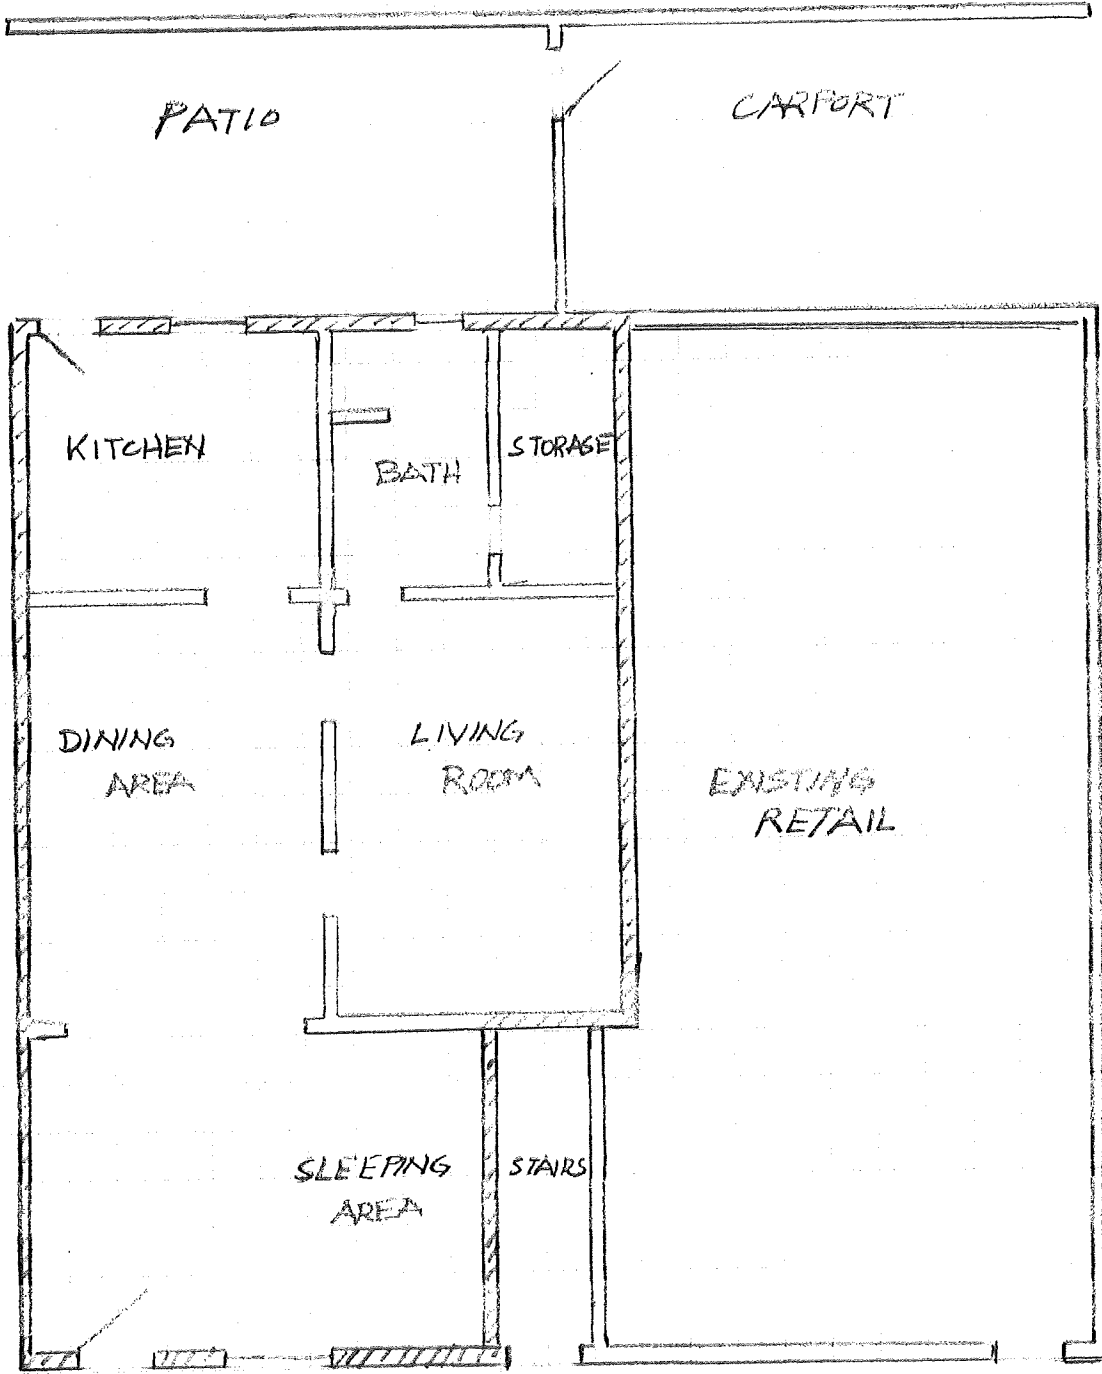 PATIO
CARPORT
KITCHEN
BATH
STORAGE
DINING
AREA
LIVING
ROOM
EXISTING
RETAIL
SLEEPING
AREA
STAIRS